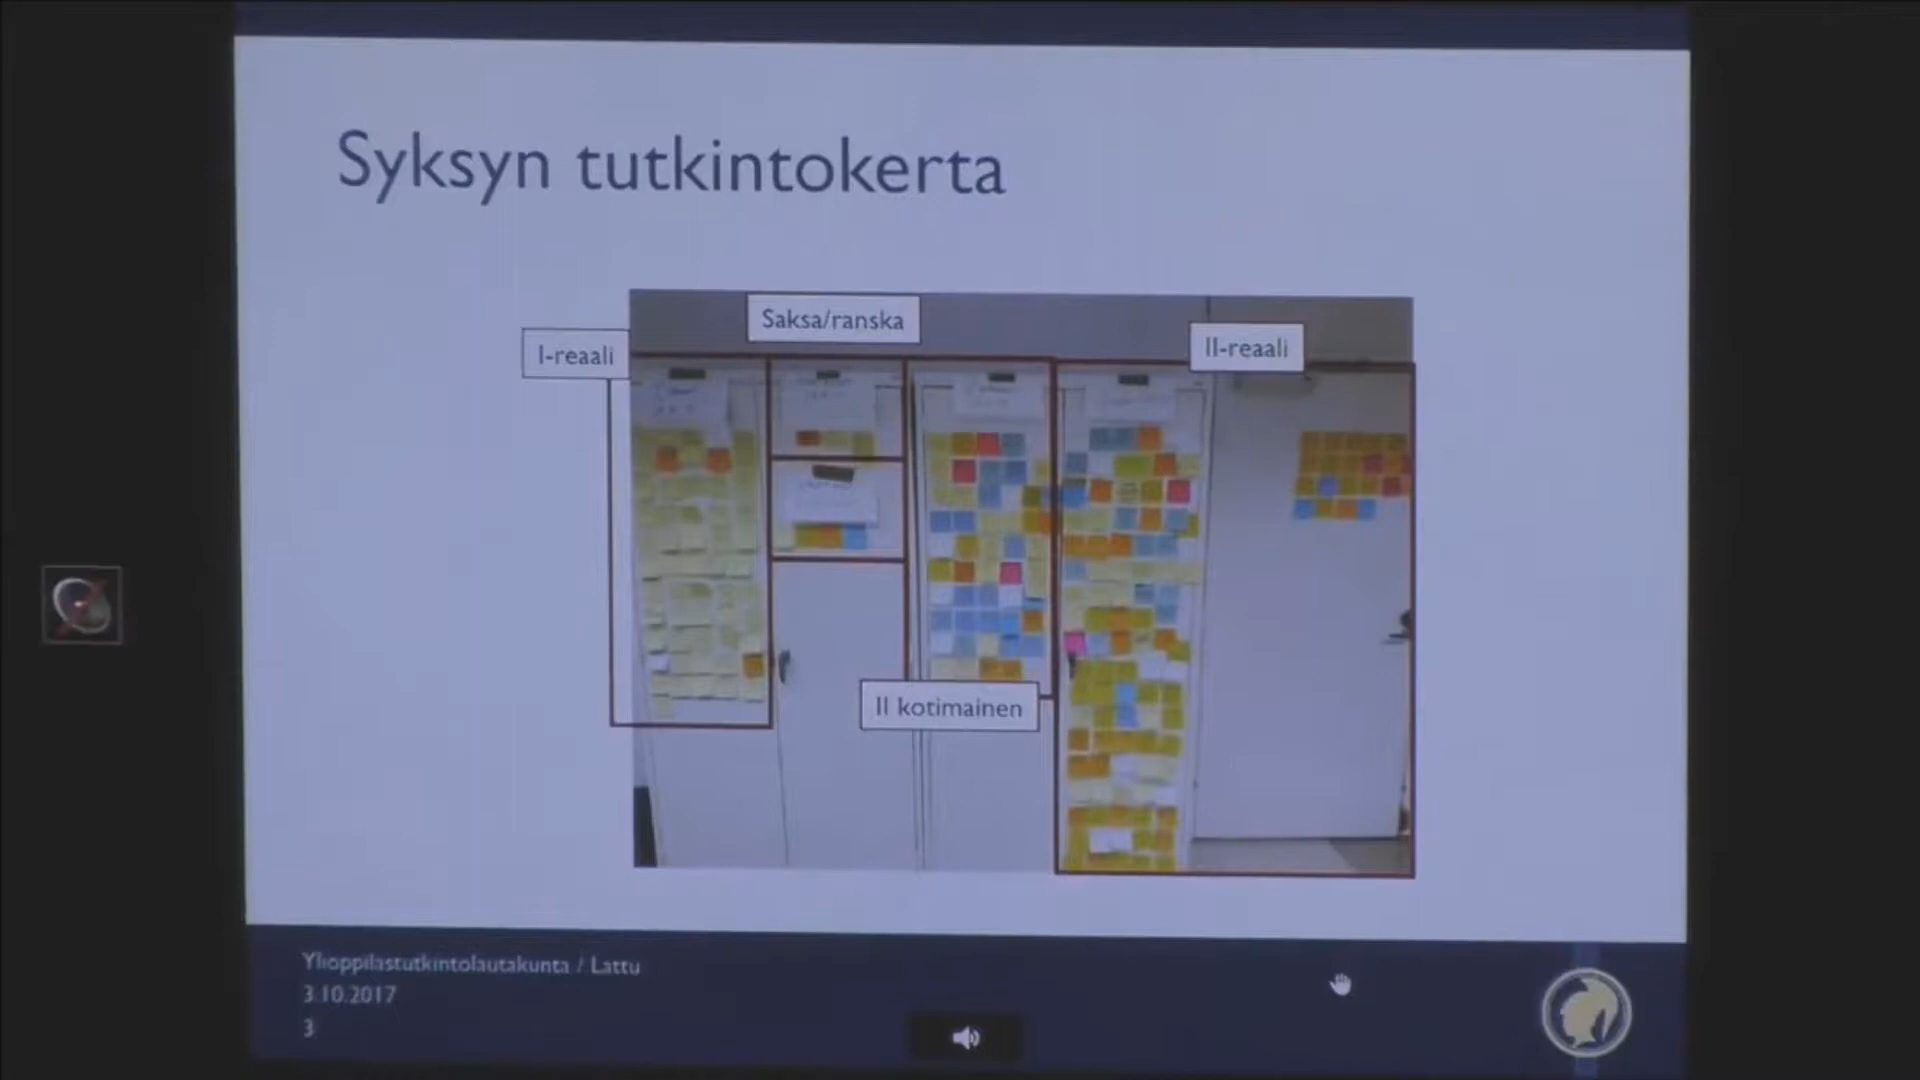 Syksyn tutkintokerta
Saksa/ranska
I-reaali
II-reaali
II kotimainen
Ylioppilastutkintolautakunta / Lattu
3.10.2017
3